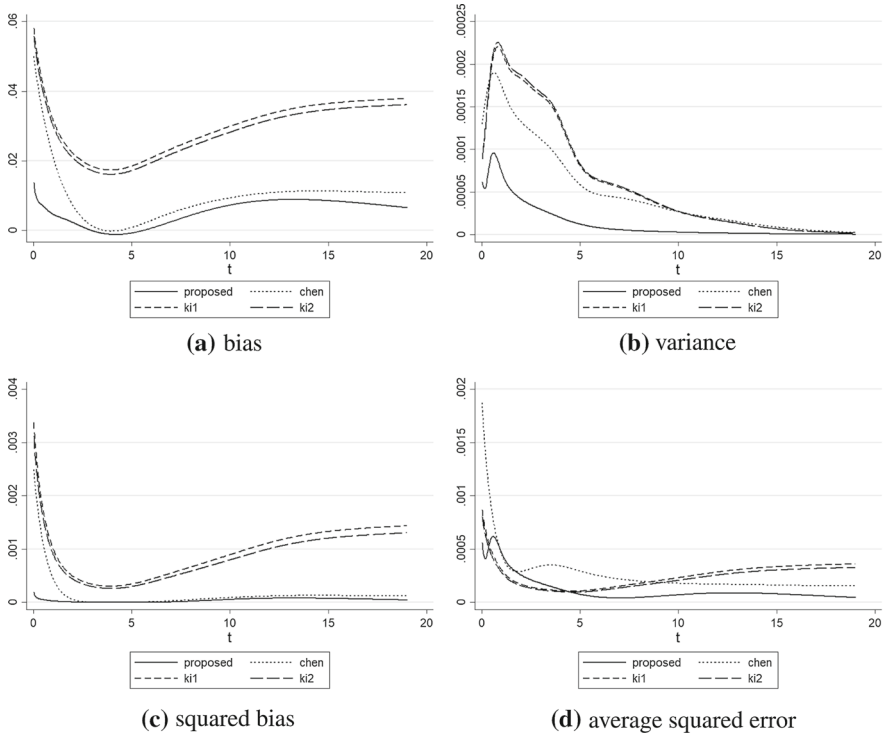 .06
.04
.02
0
0 5 10 15 20
t
proposed chen
ki1 ki2
(a) bias
.00025
.0002
.00015
.0001
.00005
0
0 5 10 15 20
t
proposed chen
ki1 ki2
(b) variance
.004
.003
.002
.001
0
0 5 10 15 20
t
proposed chen
ki1 ki2
(c) squared bias
.002
.0015
.001
.0005
0
0 5 10 15 20
t
proposed chen
ki1 ki2
(d) average squared error